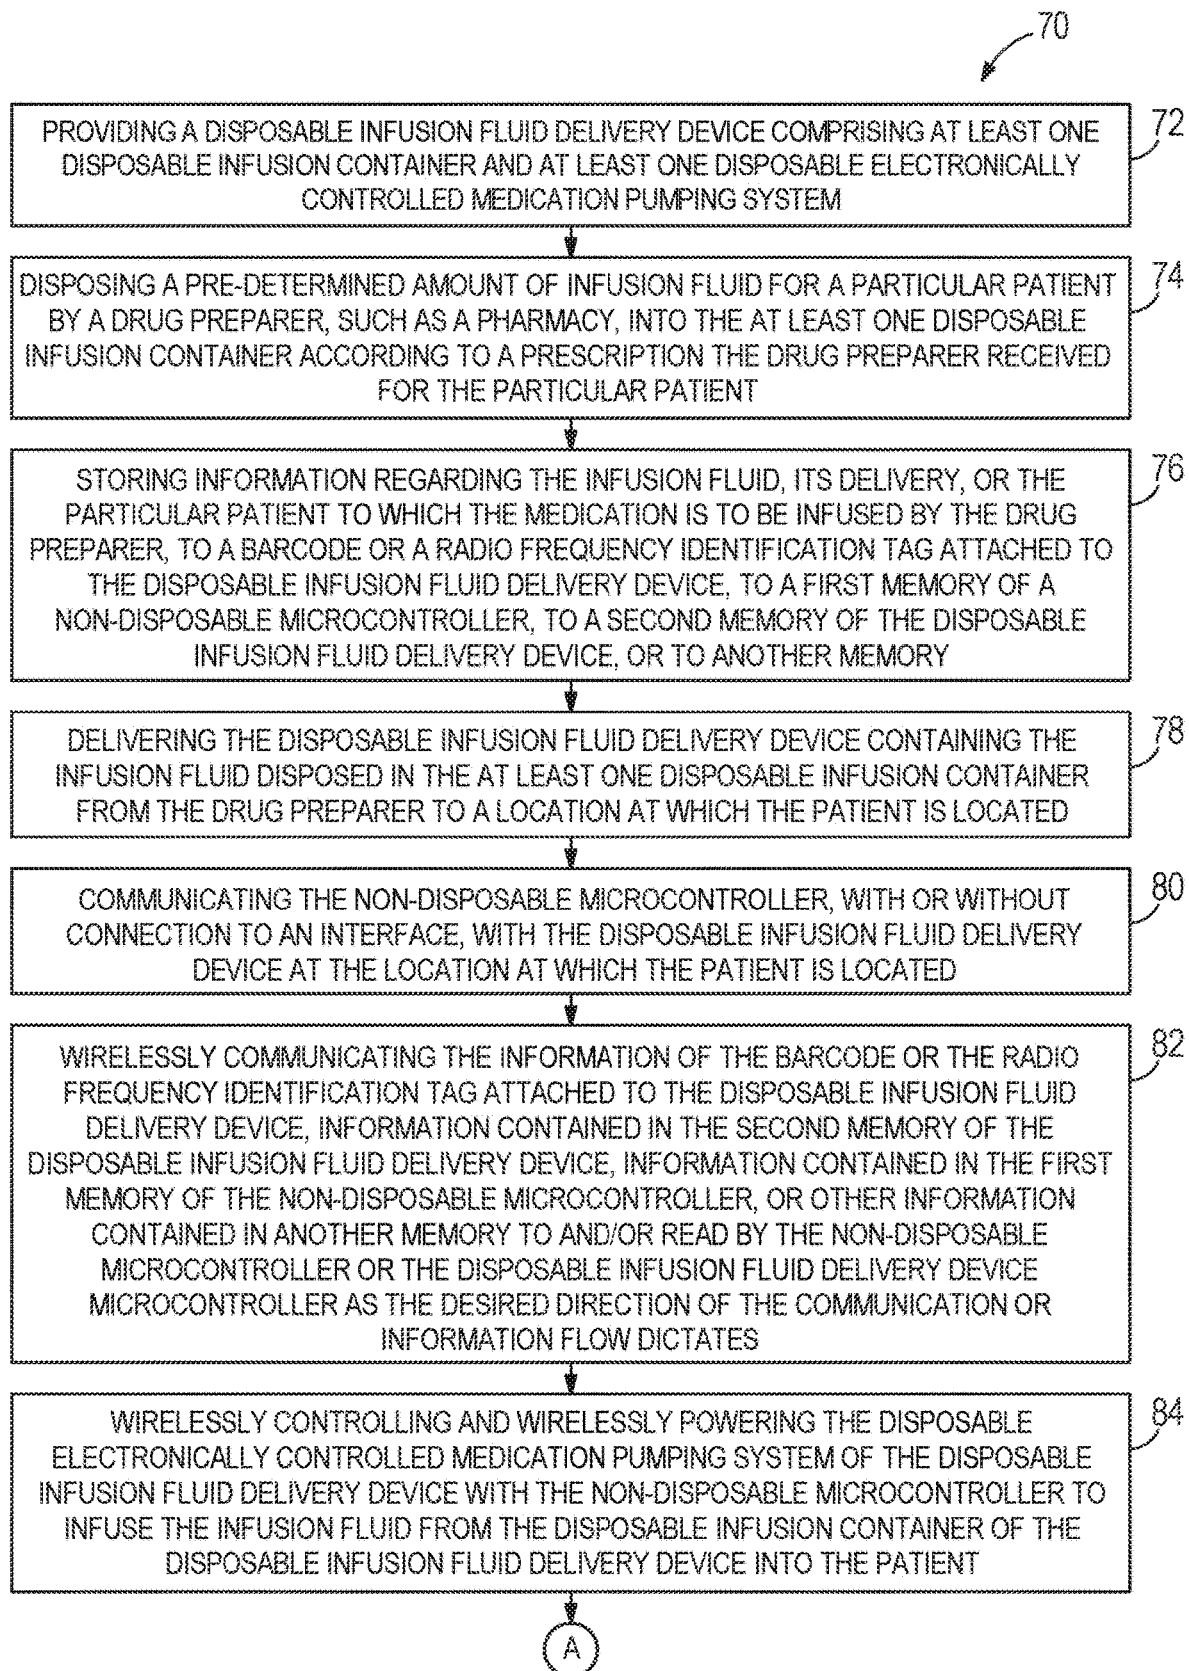 70
PROVIDING A DISPOSABLE INFUSION FLUID DELIVERY DEVICE COMPRISING AT LEAST ONE
DISPOSABLE INFUSION CONTAINER AND AT LEAST ONE DISPOSABLE ELECTRONICALLY
CONTROLLED MEDICATION PUMPING SYSTEM
72
DISPOSING A PRE-DETERMINED AMOUNT OF INFUSION FLUID FOR A PARTICULAR PATIENT
BY A DRUG PREPARER, SUCH AS A PHARMACY, INTO THE AT LEAST ONE DISPOSABLE
INFUSION CONTAINER ACCORDING TO A PRESCRIPTION THE DRUG PREPARER RECEIVED
FOR THE PARTICULAR PATIENT
74
STORING INFORMATION REGARDING THE INFUSION FLUID, ITS DELIVERY, OR THE
PARTICULAR PATIENT TO WHICH THE MEDICATION IS TO BE INFUSED BY THE DRUG
PREPARER, TO A BARCODE OR A RADIO FREQUENCY IDENTIFICATION TAG ATTACHED TO
THE DISPOSABLE INFUSION FLUID DELIVERY DEVICE, TO A FIRST MEMORY OF A
NON-DISPOSABLE MICROCONTROLLER, TO A SECOND MEMORY OF THE DISPOSABLE
INFUSION FLUID DELIVERY DEVICE, OR TO ANOTHER MEMORY
76
DELIVERING THE DISPOSABLE INFUSION FLUID DELIVERY DEVICE CONTAINING THE
INFUSION FLUID DISPOSED IN THE AT LEAST ONE DISPOSABLE INFUSION CONTAINER
FROM THE DRUG PREPARER TO A LOCATION AT WHICH THE PATIENT IS LOCATED
78
COMMUNICATING THE NON-DISPOSABLE MICROCONTROLLER, WITH OR WITHOUT
CONNECTION TO AN INTERFACE, WITH THE DISPOSABLE INFUSION FLUID DELIVERY
DEVICE AT THE LOCATION AT WHICH THE PATIENT IS LOCATED
80
WIRELESSLY COMMUNICATING THE INFORMATION OF THE BARCODE OR THE RADIO
FREQUENCY IDENTIFICATION TAG ATTACHED TO THE DISPOSABLE INFUSION FLUID
DELIVERY DEVICE, INFORMATION CONTAINED IN THE SECOND MEMORY OF THE
DISPOSABLE INFUSION FLUID DELIVERY DEVICE, INFORMATION CONTAINED IN THE FIRST
MEMORY OF THE NON-DISPOSABLE MICROCONTROLLER, OR OTHER INFORMATION
CONTAINED IN ANOTHER MEMORY TO AND/OR READ BY THE NON-DISPOSABLE
MICROCONTROLLER OR THE DISPOSABLE INFUSION FLUID DELIVERY DEVICE
MICROCONTROLLER AS THE DESIRED DIRECTION OF THE COMMUNICATION OR
INFORMATION FLOW DICTATES
82
WIRELESSLY CONTROLLING AND WIRELESSLY POWERING THE DISPOSABLE
ELECTRONICALLY CONTROLLED MEDICATION PUMPING SYSTEM OF THE DISPOSABLE
INFUSION FLUID DELIVERY DEVICE WITH THE NON-DISPOSABLE MICROCONTROLLER TO
INFUSE THE INFUSION FLUID FROM THE DISPOSABLE INFUSION CONTAINER OF THE
DISPOSABLE INFUSION FLUID DELIVERY DEVICE INTO THE PATIENT
84
A